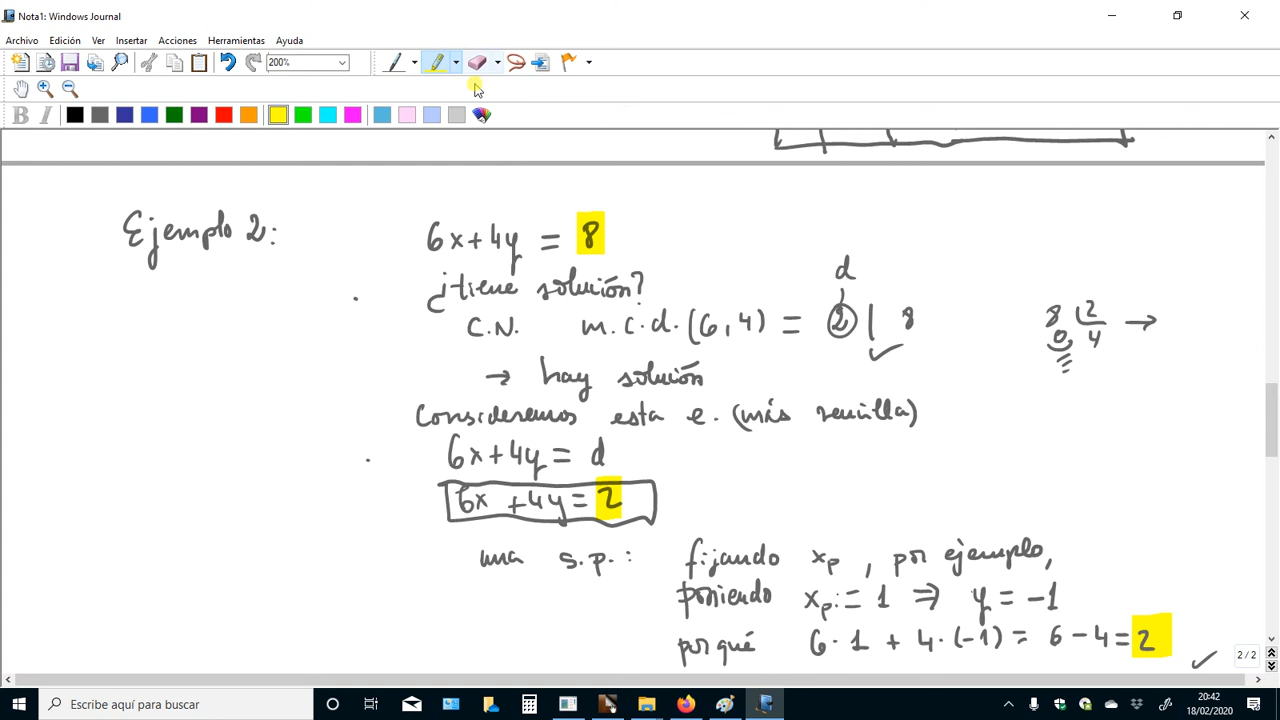 Nota1: Windows Journal
Archivo Edición Ver Insertar Acciones Herramientas Ayuda
200%
B I
Ejemplo 2:
6x+4y = 8
¿tiene solución?
d
C.N. m.c.d.(6,4) = 2 | 8 ✓
8 2
0 4 →
→ hay solución
Consideremos esta e. (más sencilla)
6x+4y = d
6x +4y = 2
una s.p.: fijando xp, por ejemplo,
poniendo xp:= 1 ⇒ y = -1
porqué 6·1 + 4·(-1) = 6 - 4 = 2 ✓
2 / 2
Escribe aquí para buscar
20:42
18/02/2020